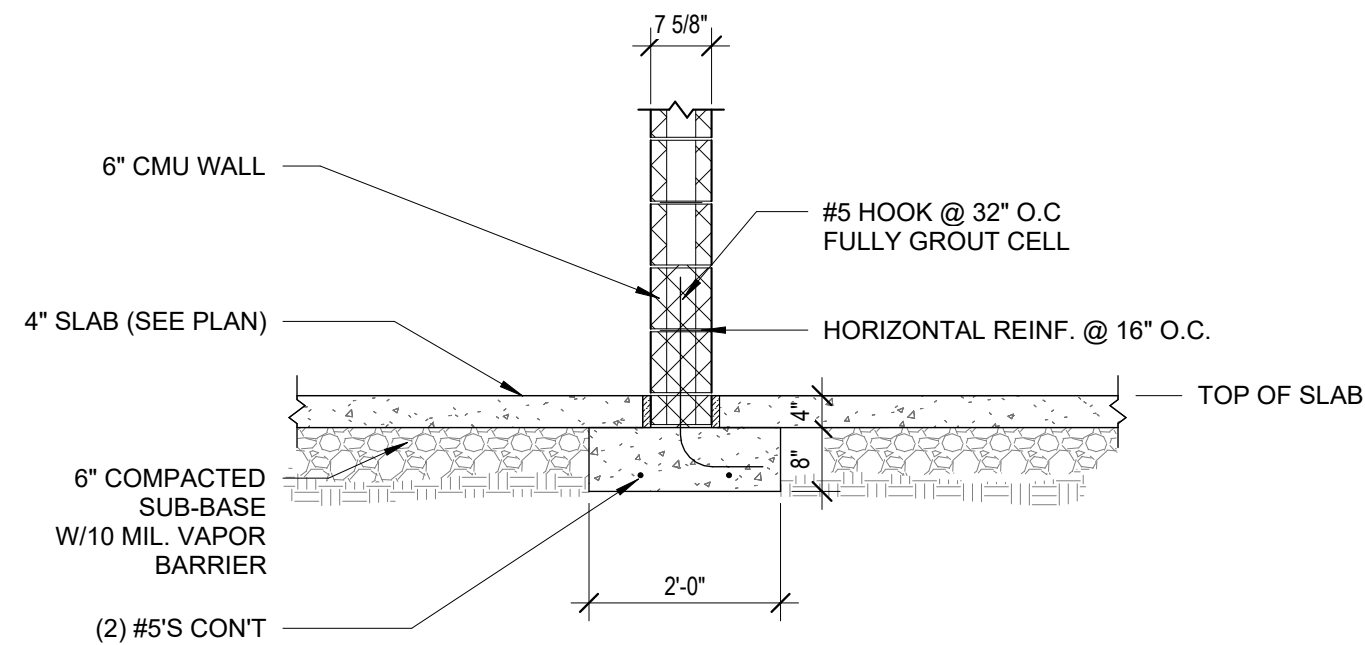 7 5/8"
6" CMU WALL
#5 HOOK @ 32" O.C
FULLY GROUT CELL
4" SLAB (SEE PLAN)
HORIZONTAL REINF. @ 16" O.C.
TOP OF SLAB
4"
8"
6" COMPACTED
SUB-BASE
W/10 MIL. VAPOR
BARRIER
2'-0"
(2) #5'S CON'T